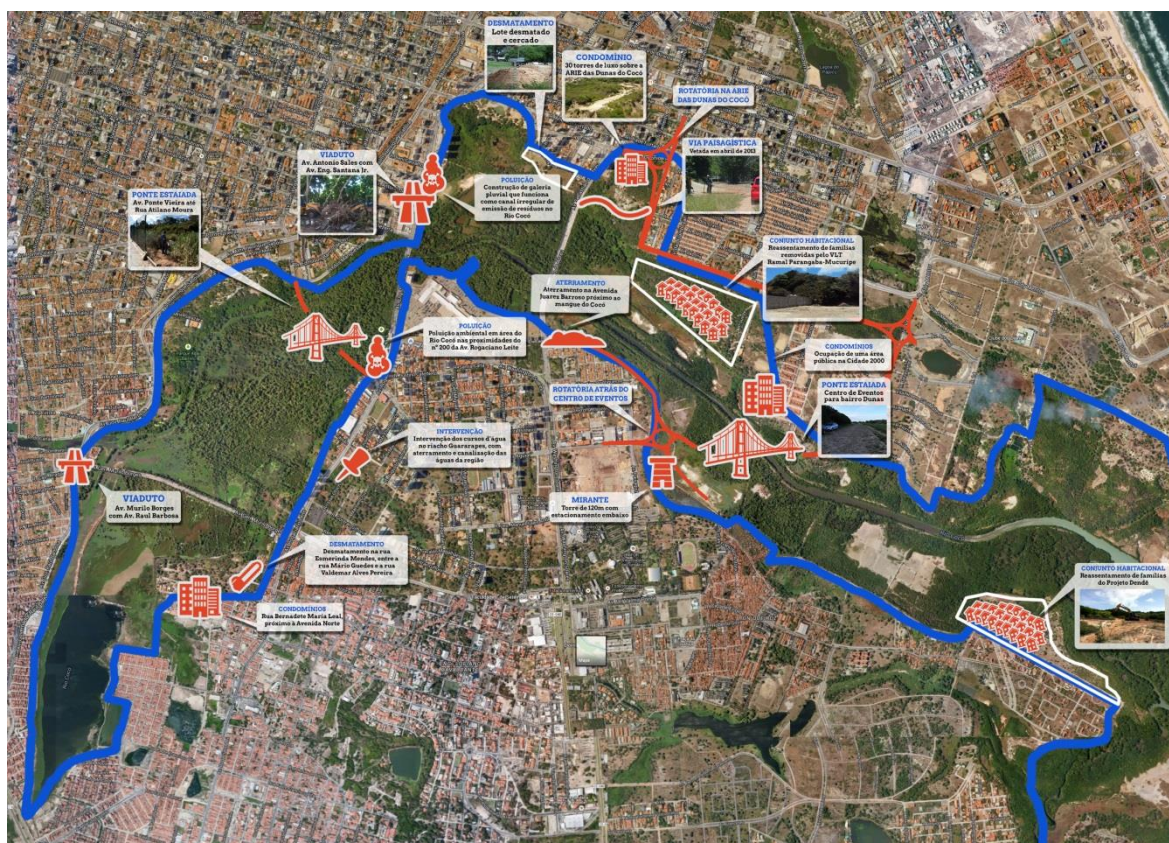 DESMATAMENTO
Lote desmatado
e cercado
CONDOMÍNIO
30 torres de luxo sobre a
ARIE das Dunas do Cocó
ROTATÓRIA NA ARIE
DAS DUNAS DO COCÓ
VIA PAISAGÍSTICA
Vetada em abril de 2013
VIADUTO
Av. Antonio Sales com
Av. Eng. Santana Jr.
POLUIÇÃO
Construção de galeria
pluvial que funciona
como canal irregular de
emissão de resíduos no
Rio Cocó
PONTE ESTAIADA
Av. Ponte Vieira até
Rua Atilano Moura
CONJUNTO HABITACIONAL
Reassentamento de famílias
removidas pelo VLT
Ramal Parangaba-Mucuripe
ATERRAMENTO
Aterramento na Avenida
Juarez Barroso próximo ao
mangue do Cocó
POLUIÇÃO
Poluição ambiental em área do
Rio Cocó nas proximidades do
nº 200 da Av. Rogaciano Leite
CONDOMÍNIOS
Ocupação de uma área
pública na Cidade 2000
ROTATÓRIA ATRÁS DO
CENTRO DE EVENTOS
PONTE ESTAIADA
Centro de Eventos
para bairro Dunas
INTERVENÇÃO
Intervenção dos cursos d'água
no riacho Guararapes, com
aterramento e canalização das
águas da região
VIADUTO
Av. Murilo Borges
com Av. Raul Barbosa
MIRANTE
Torre de 120m com
estacionamento embaixo
DESMATAMENTO
Desmatamento na rua
Esmerinda Mendes, entre a
rua Mário Guedes e a rua
Valdemar Alves Pereira
CONJUNTO HABITACIONAL
Reassentamento de famílias
do Projeto Dendê
CONDOMÍNIOS
Rua Bernadete Maria Leal,
próximo à Avenida Norte